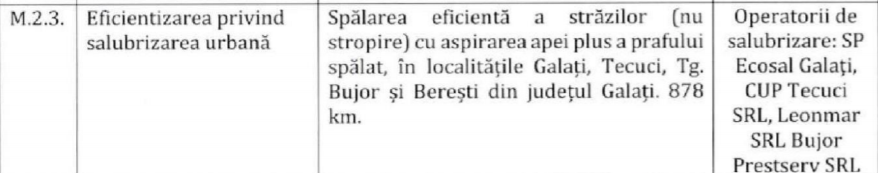 M.2.3.
Eficientizarea privind
salubrizarea urbană
Spălarea eficientă a străzilor (nu
stropire) cu aspirarea apei plus a prafului
spălat, în localitățile Galați, Tecuci, Tg.
Bujor și Berești din județul Galați. 878
km.
Operatorii de
salubrizare: SP
Ecosal Galați,
CUP Tecuci
SRL, Leonmar
SRL Bujor
Prestserv SRL